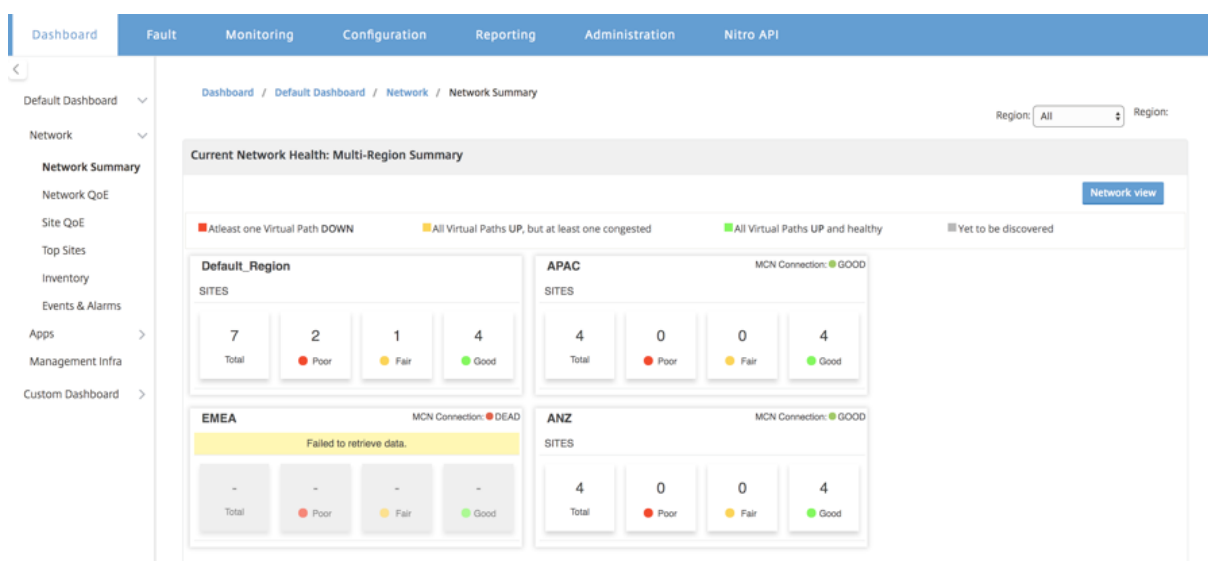 Dashboard Fault Monitoring Configuration Reporting Administration Nitro API
Default Dashboard
Network
Network Summary
Network QoE
Site QoE
Top Sites
Inventory
Events & Alarms
Apps
Management Infra
Custom Dashboard
Dashboard / Default Dashboard / Network / Network Summary
Region: All Region:
Current Network Health: Multi-Region Summary
Network view
Atleast one Virtual Path DOWN All Virtual Paths UP, but at least one congested All Virtual Paths UP and healthy Yet to be discovered
Default_Region
SITES
7 2 1 4
Total Poor Fair Good
APAC MCN Connection: GOOD
SITES
4 0 0 4
Total Poor Fair Good
EMEA MCN Connection: DEAD
Failed to retrieve data.
- - - -
Total Poor Fair Good
ANZ MCN Connection: GOOD
SITES
4 0 0 4
Total Poor Fair Good